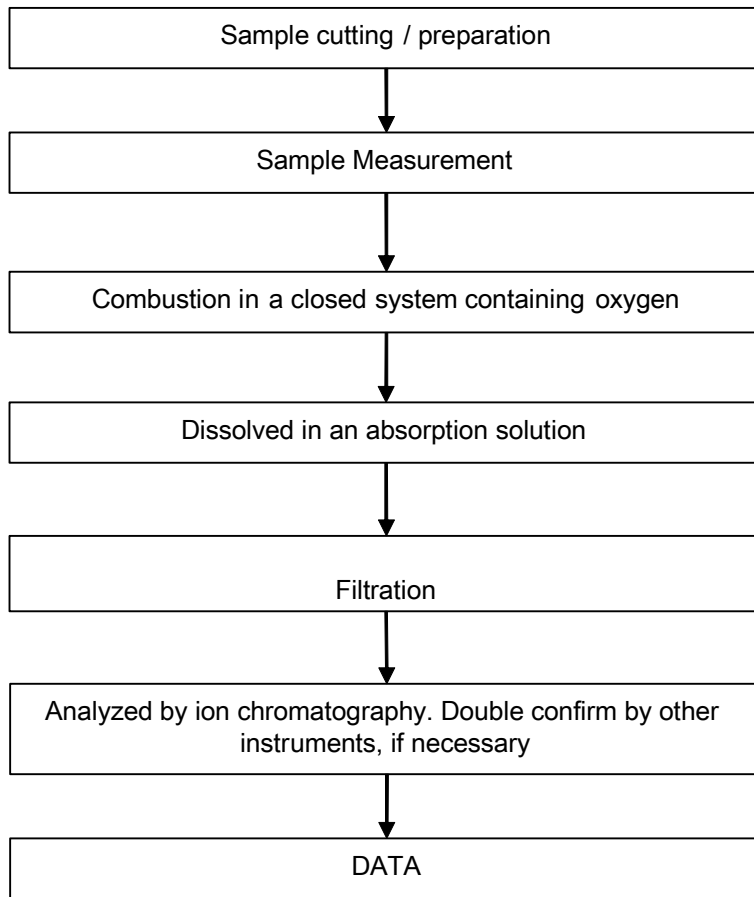 Sample cutting / preparation
Sample Measurement
Combustion in a closed system containing oxygen
Dissolved in an absorption solution
Filtration
Analyzed by ion chromatography. Double confirm by other
instruments, if necessary
DATA